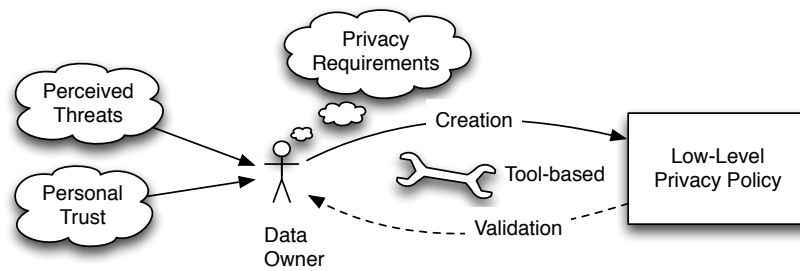 Privacy
Requirements
Perceived
Threats
Creation
Low-Level
Privacy Policy
Tool-based
Personal
Trust
Validation
Data
Owner